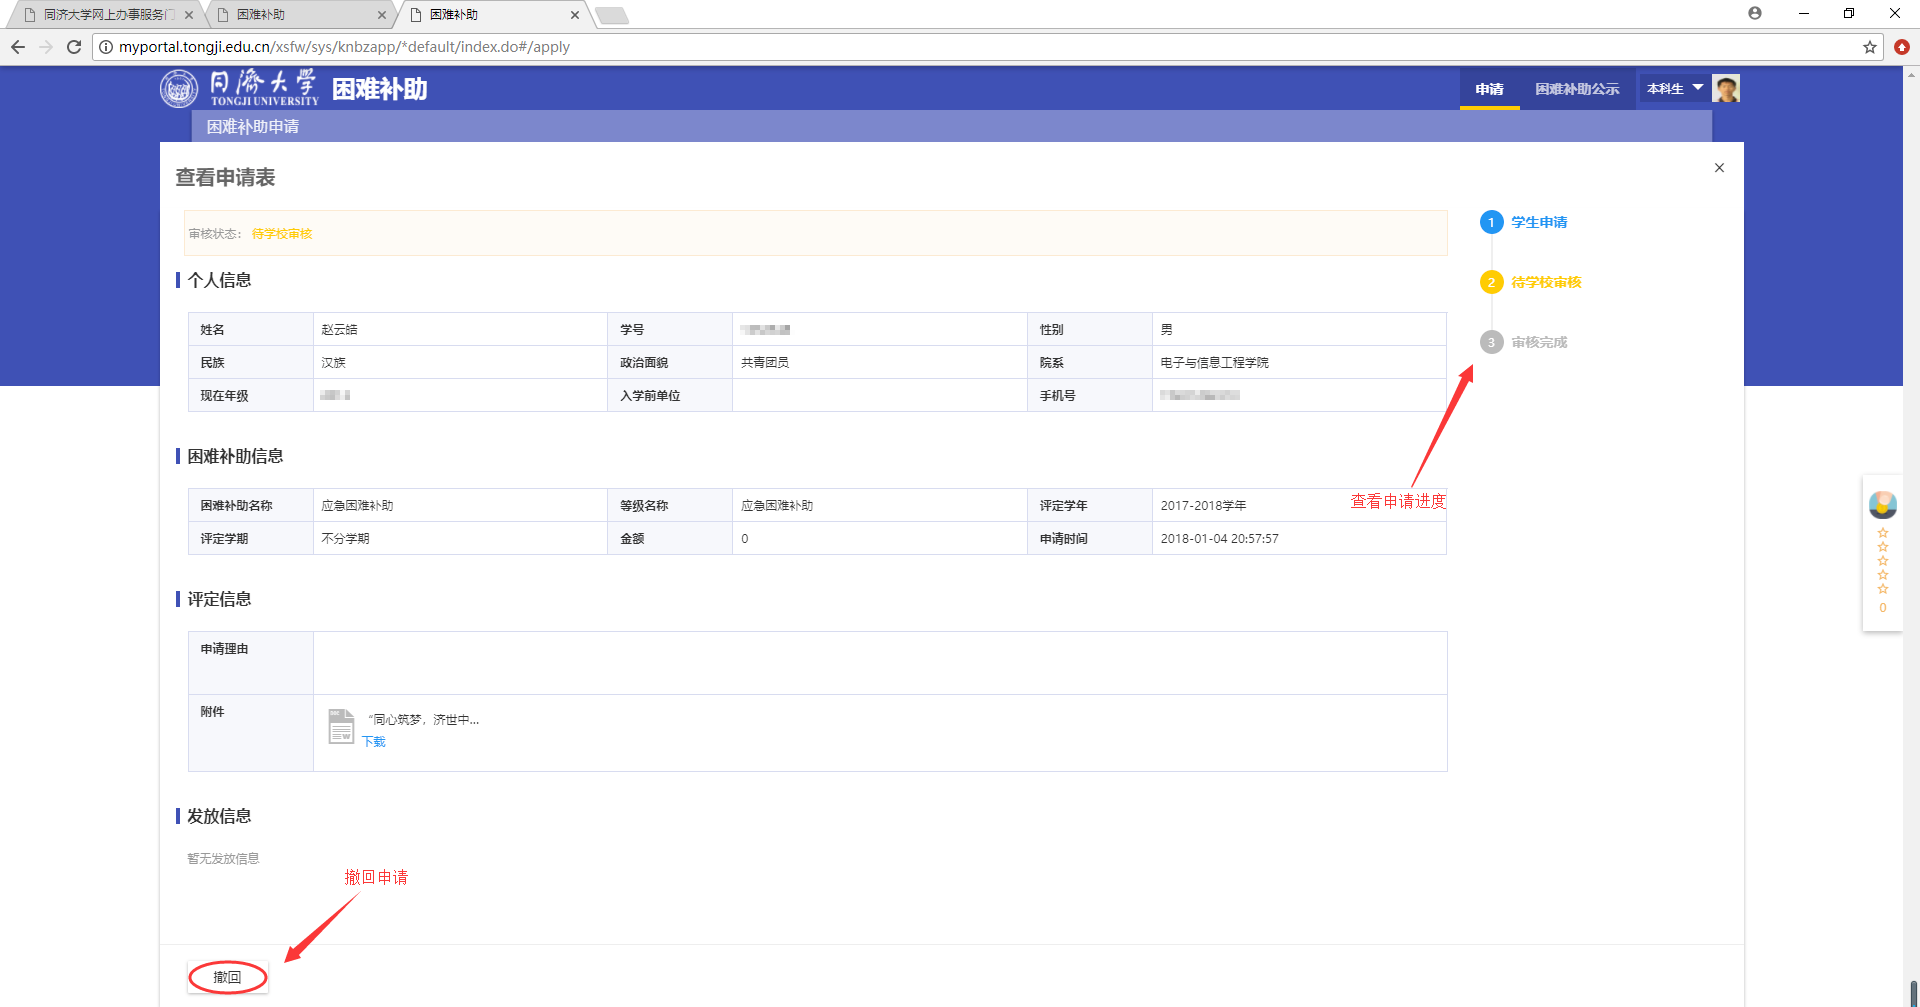 同济大学网上办事服务门
困难补助
困难补助
myportal.tongji.edu.cn/xsfw/sys/knbzapp/*default/index.do#/apply
同濟大学
TONGJI UNIVERSITY
困难补助
申请
困难补助公示
本科生
困难补助申请
查看申请表
审核状态: 待学校审核
1 学生申请
2 待学校审核
3 审核完成
个人信息
姓名 赵云皓 学号 性别 男
民族 汉族 政治面貌 共青团员 院系 电子与信息工程学院
现在年级 入学前单位 手机号
查看申请进度
困难补助信息
困难补助名称 应急困难补助 等级名称 应急困难补助 评定学年 2017-2018学年
评定学期 不分学期 金额 0 申请时间 2018-01-04 20:57:57
0
评定信息
申请理由
附件
“同心筑梦，济世中...
下载
发放信息
暂无发放信息
撤回申请
撤回